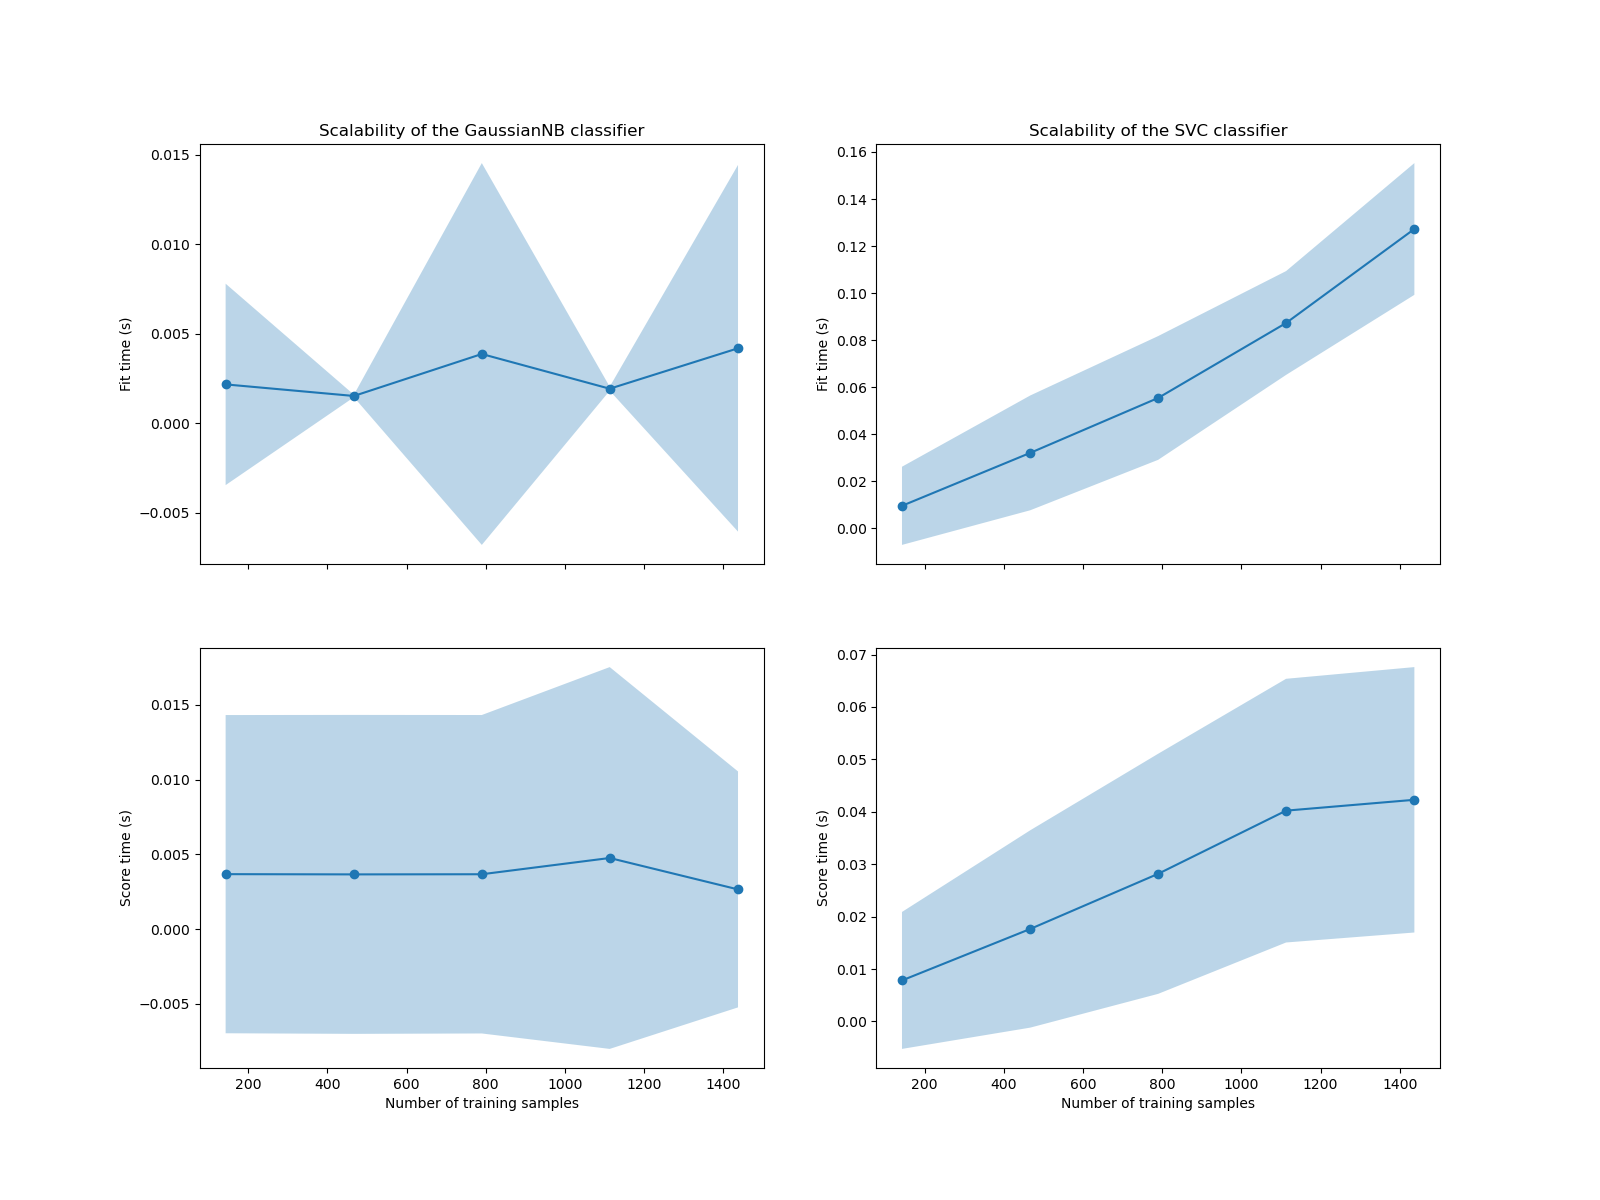 Scalability of the GaussianNB classifier
0.015
0.010
0.005
0.000
−0.005
Fit time (s)
Scalability of the SVC classifier
0.16
0.14
0.12
0.10
0.08
0.06
0.04
0.02
0.00
Fit time (s)
0.015
0.010
0.005
0.000
−0.005
Score time (s)
200 400 600 800 1000 1200 1400
Number of training samples
0.07
0.06
0.05
0.04
0.03
0.02
0.01
0.00
Score time (s)
200 400 600 800 1000 1200 1400
Number of training samples